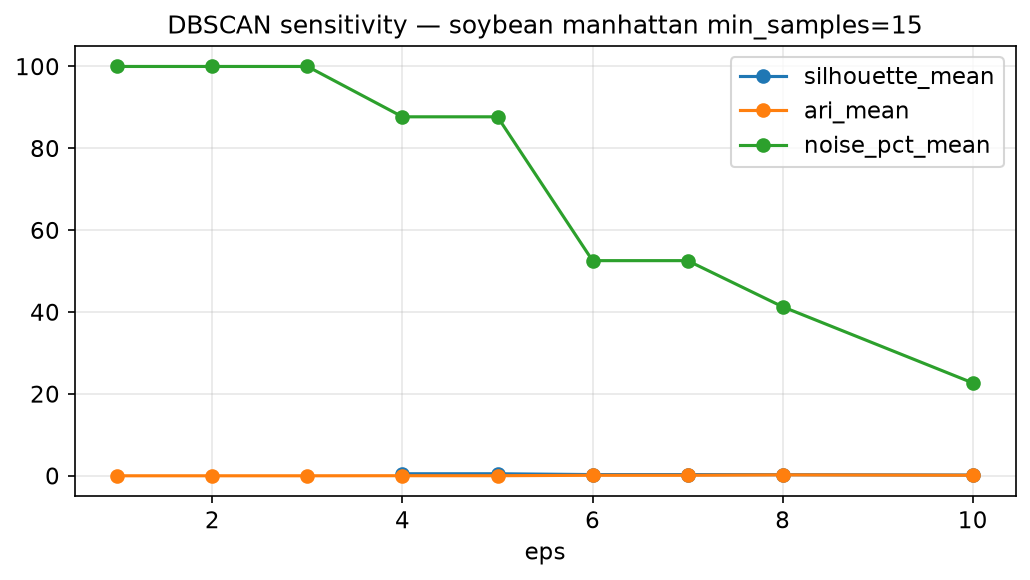 DBSCAN sensitivity — soybean manhattan min_samples=15
silhouette_mean
ari_mean
noise_pct_mean
100
80
60
40
20
0
2 4 6 8 10
eps